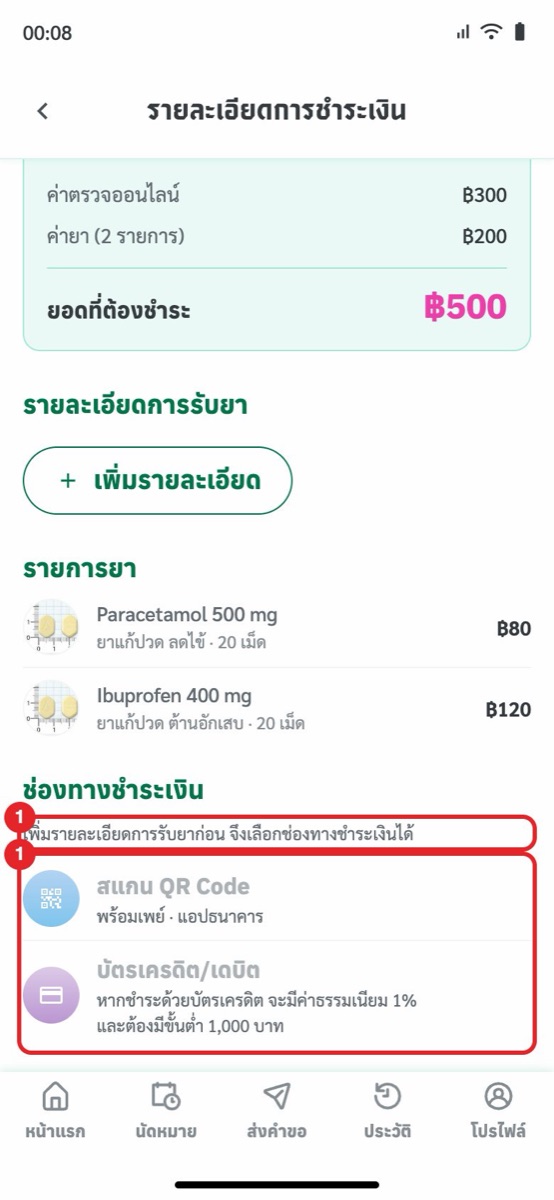 00:08
รายละเอียดการชำระเงิน
ค่าตรวจออนไลน์ ฿300
ค่ายา (2 รายการ) ฿200
ยอดที่ต้องชำระ ฿500
รายละเอียดการรับยา
+ เพิ่มรายละเอียด
รายการยา
Paracetamol 500 mg
ยาแก้ปวด ลดไข้ · 20 เม็ด
฿80
Ibuprofen 400 mg
ยาแก้ปวด ต้านอักเสบ · 20 เม็ด
฿120
ช่องทางชำระเงิน
1
เพิ่มรายละเอียดการรับยาก่อน จึงเลือกช่องทางชำระเงินได้
1
สแกน QR Code
พร้อมเพย์ · แอปธนาคาร
บัตรเครดิต/เดบิต
หากชำระด้วยบัตรเครดิต จะมีค่าธรรมเนียม 1%
และต้องมีขั้นต่ำ 1,000 บาท
หน้าแรก นัดหมาย ส่งคำขอ ประวัติ โปรไฟล์